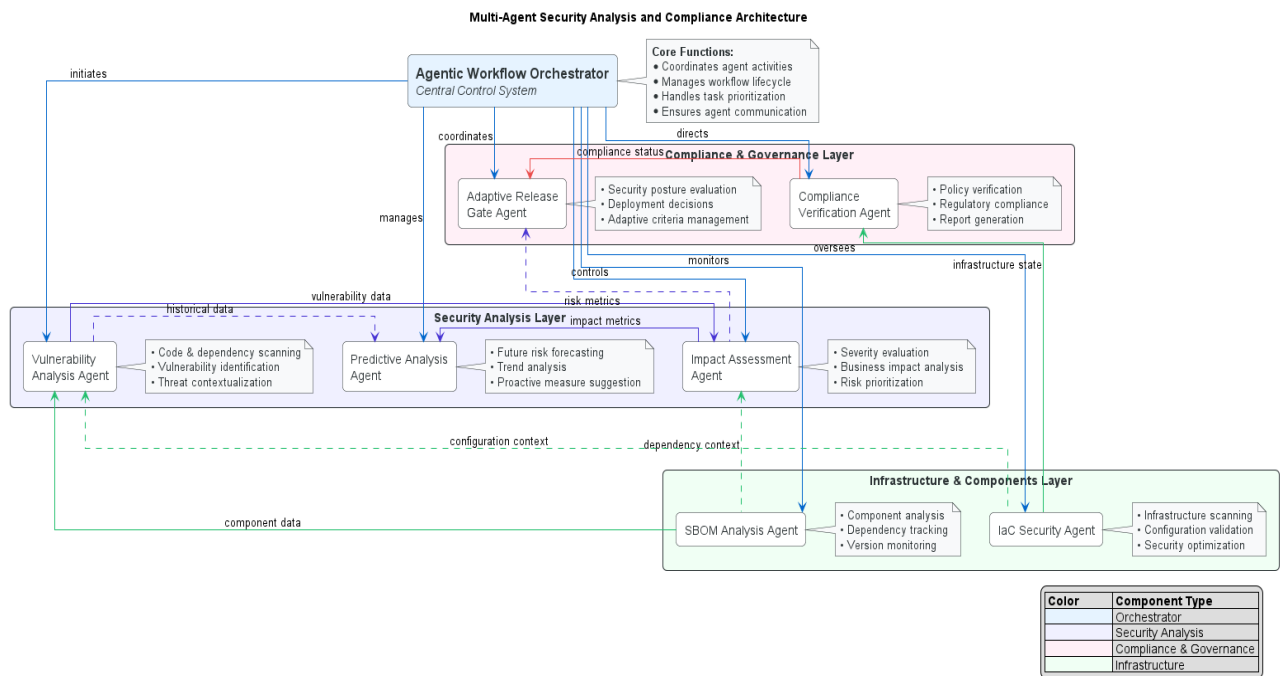 Multi-Agent Security Analysis and Compliance Architecture
Agentic Workflow Orchestrator
Central Control System
Core Functions:
• Coordinates agent activities
• Manages workflow lifecycle
• Handles task prioritization
• Ensures agent communication
initiates
coordinates
directs
manages
compliance status
Compliance & Governance Layer
Adaptive Release
Gate Agent
• Security posture evaluation
• Deployment decisions
• Adaptive criteria management
Compliance
Verification Agent
• Policy verification
• Regulatory compliance
• Report generation
oversees
monitors
infrastructure state
controls
vulnerability data
risk metrics
historical data
Security Analysis Layer
impact metrics
Vulnerability
Analysis Agent
• Code & dependency scanning
• Vulnerability identification
• Threat contextualization
Predictive Analysis
Agent
• Future risk forecasting
• Trend analysis
• Proactive measure suggestion
Impact Assessment
Agent
• Severity evaluation
• Business impact analysis
• Risk prioritization
configuration context
dependency context
Infrastructure & Components Layer
component data
SBOM Analysis Agent
• Component analysis
• Dependency tracking
• Version monitoring
IaC Security Agent
• Infrastructure scanning
• Configuration validation
• Security optimization
Color Component Type
Orchestrator
Security Analysis
Compliance & Governance
Infrastructure